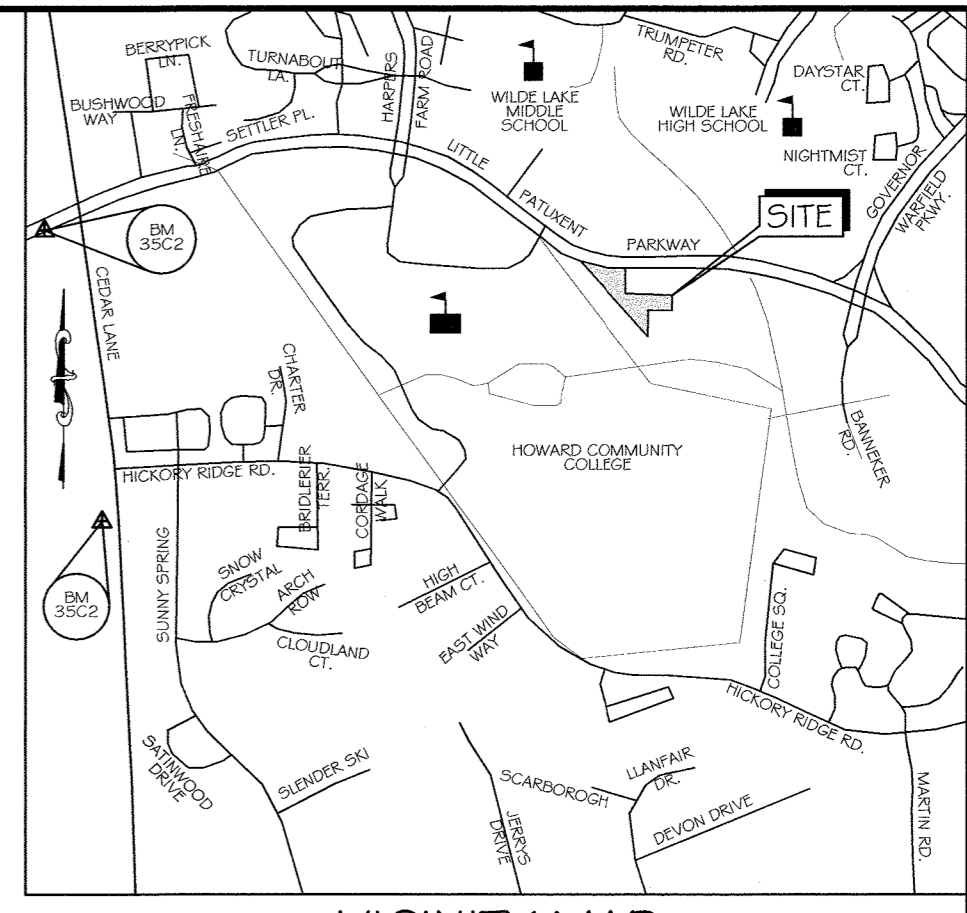 BERRYPICK
LN.
TURNABOUT
LA.
HARPERS
FARM ROAD
TRUMPETER
RD.
DAYSTAR
CT.
BUSHWOOD
WAY
FRESHAIRE
LN.
SETTLER PL.
WILDE LAKE
MIDDLE
SCHOOL
WILDE LAKE
HIGH SCHOOL
NIGHTMIST
CT.
LITTLE
PATUXENT
PARKWAY
GOVERNOR
WARFIELD
PKWY.
SITE
BM
35C2
CEDAR LANE
CHARTER
DR.
HOWARD COMMUNITY
COLLEGE
BANNEKER
RD.
HICKORY RIDGE RD.
BRIDLERIER
TERR.
CORDAGE
WALK
BM
35C2
SUNNY SPRING
SNOW
CRYSTAL
ARCH
ROW
CLOUDLAND
CT.
HIGH
BEAM CT.
EAST WIND
WAY
COLLEGE SQ.
HICKORY RIDGE RD.
SATINWOOD
DRIVE
SLENDER SKI
SCARBOROGH
LLANFAIR
DR.
JERRYS
DRIVE
DEVON DRIVE
MARTIN RD.